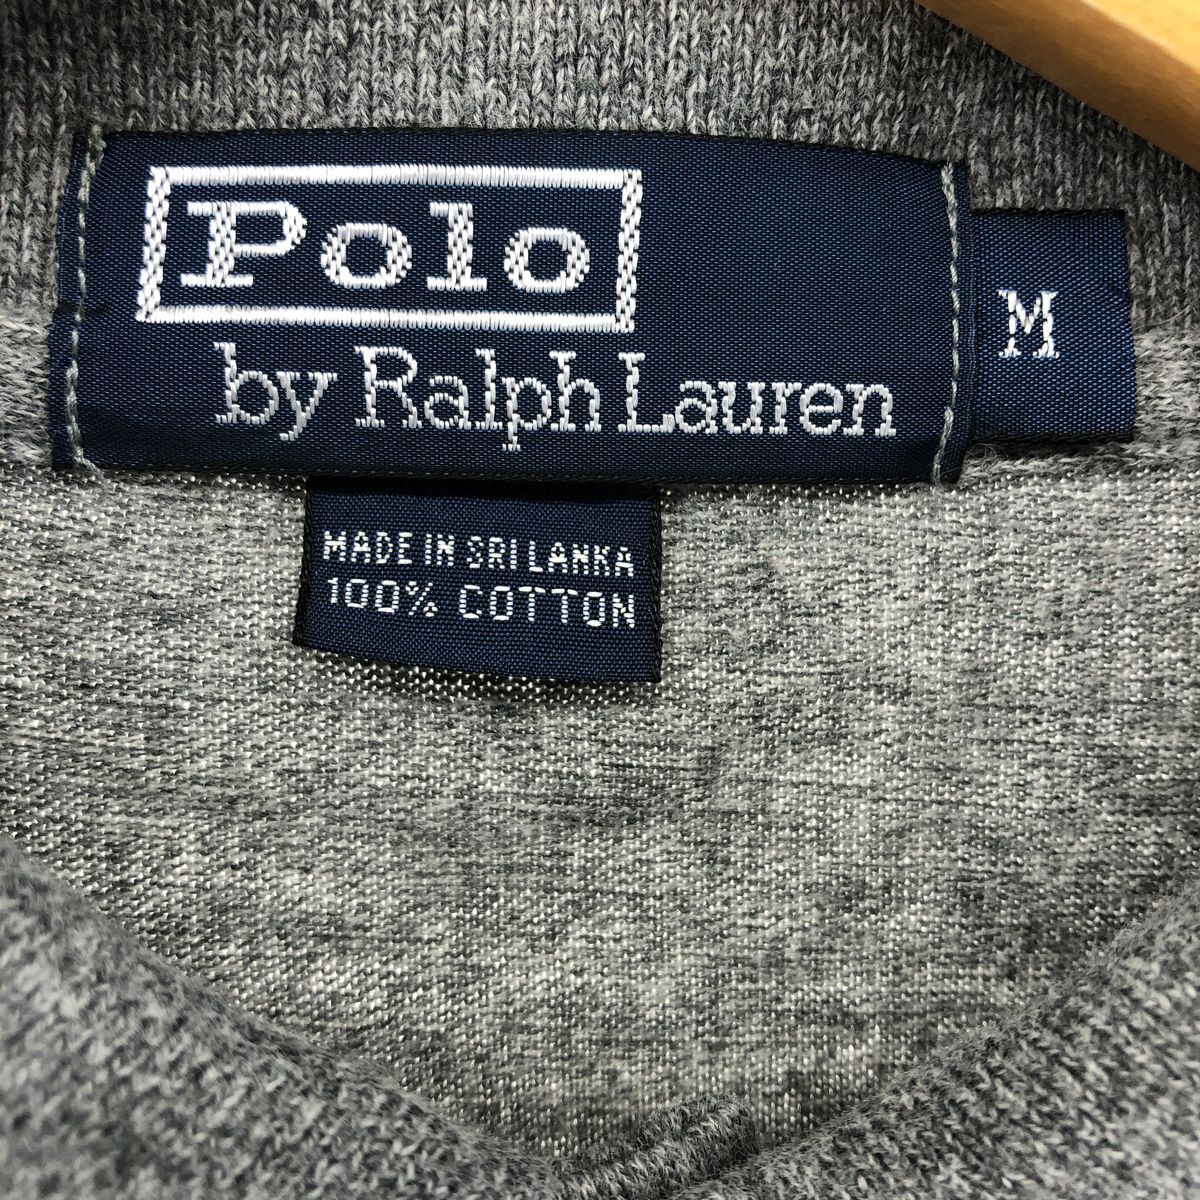 Polo
by Ralph Lauren
M
MADE IN SRI LANKA
100% COTTON